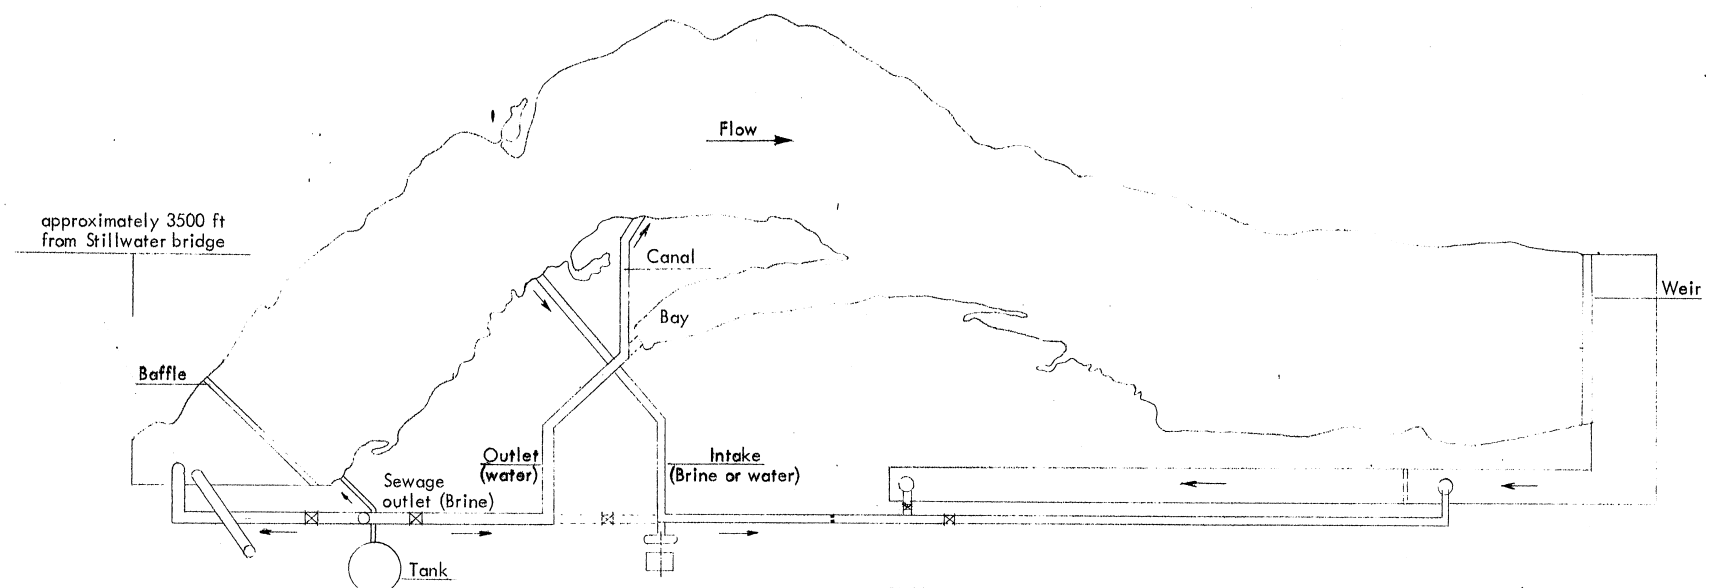 Flow
approximately 3500 ft
from Stillwater bridge
Canal
Weir
Bay
Baffle
Outlet
(water)
Intake
(Brine or water)
Sewage
outlet (Brine)
Tank